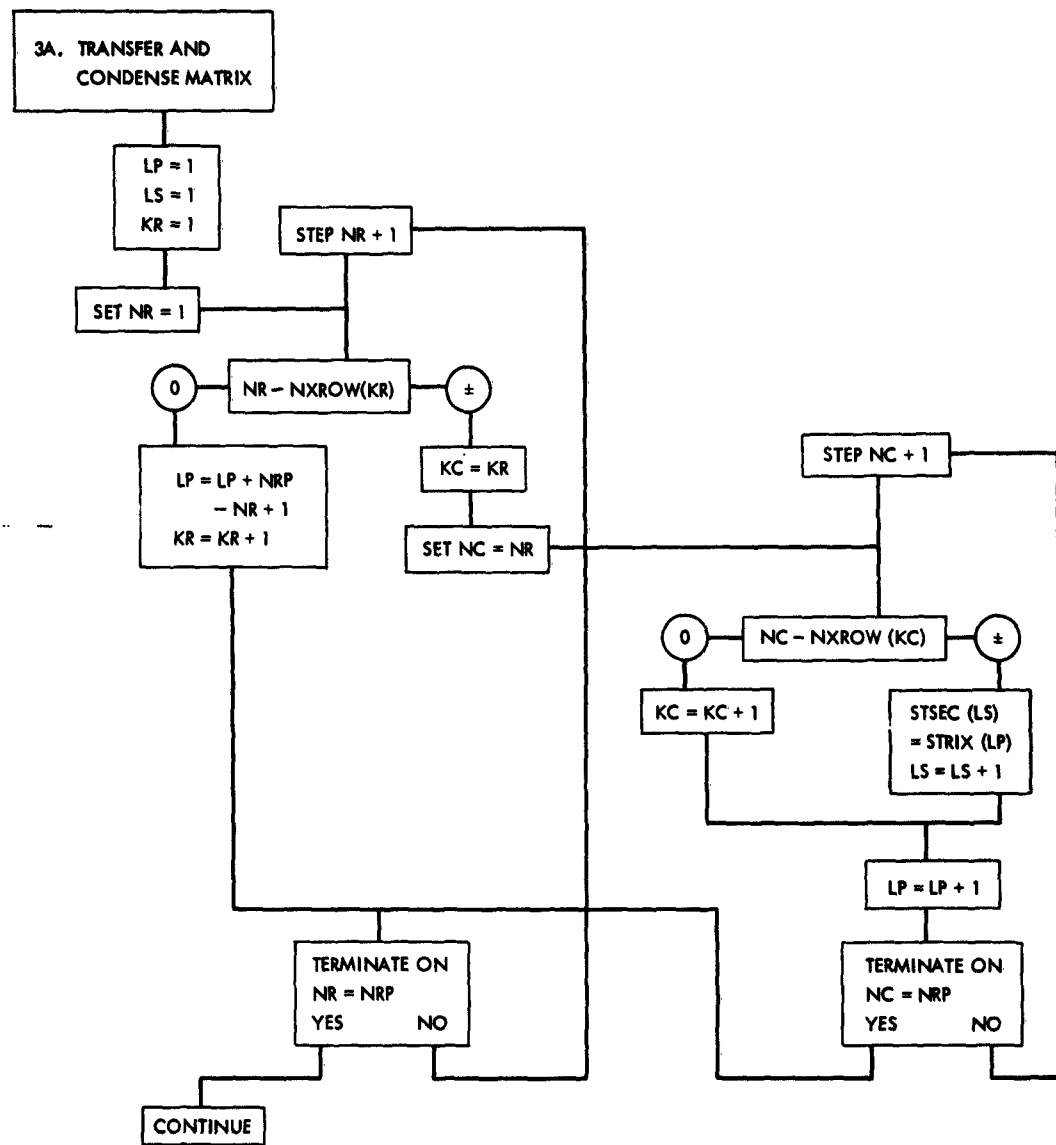 3A. TRANSFER AND
CONDENSE MATRIX
LP = 1
LS = 1
KR = 1
STEP NR + 1
SET NR = 1
0
NR – NXROW(KR)
±
LP = LP + NRP
– NR + 1
KR = KR + 1
KC = KR
SET NC = NR
STEP NC + 1
0
NC – NXROW (KC)
±
KC = KC + 1
STSEC (LS)
= STRIX (LP)
LS = LS + 1
LP = LP + 1
TERMINATE ON
NR = NRP
YES NO
TERMINATE ON
NC = NRP
YES NO
CONTINUE